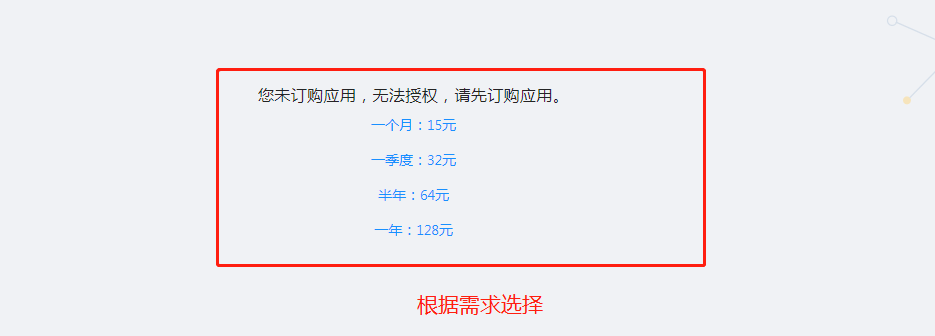 您未订购应用，无法授权，请先订购应用。
一个月：15元
一季度：32元
半年：64元
一年：128元
根据需求选择